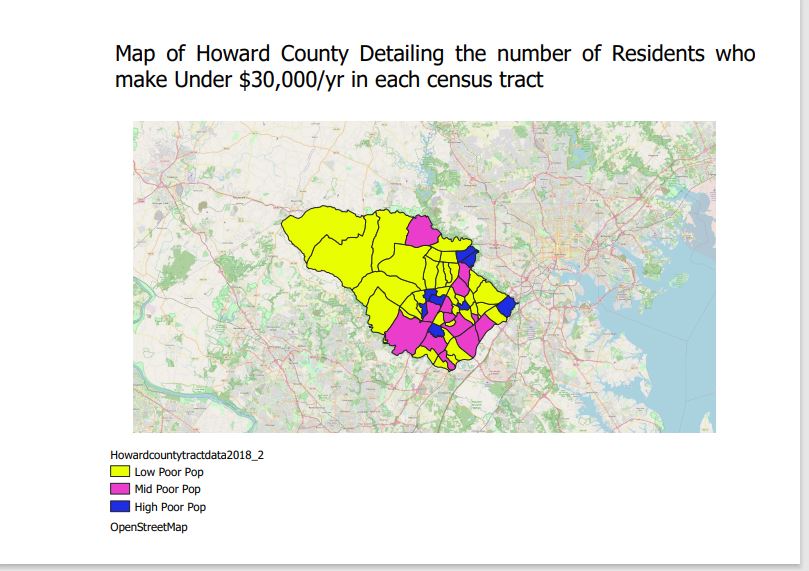 Map of Howard County Detailing the number of Residents who
make Under $30,000/yr in each census tract
Howardcountytractdata2018_2
Low Poor Pop
Mid Poor Pop
High Poor Pop
OpenStreetMap